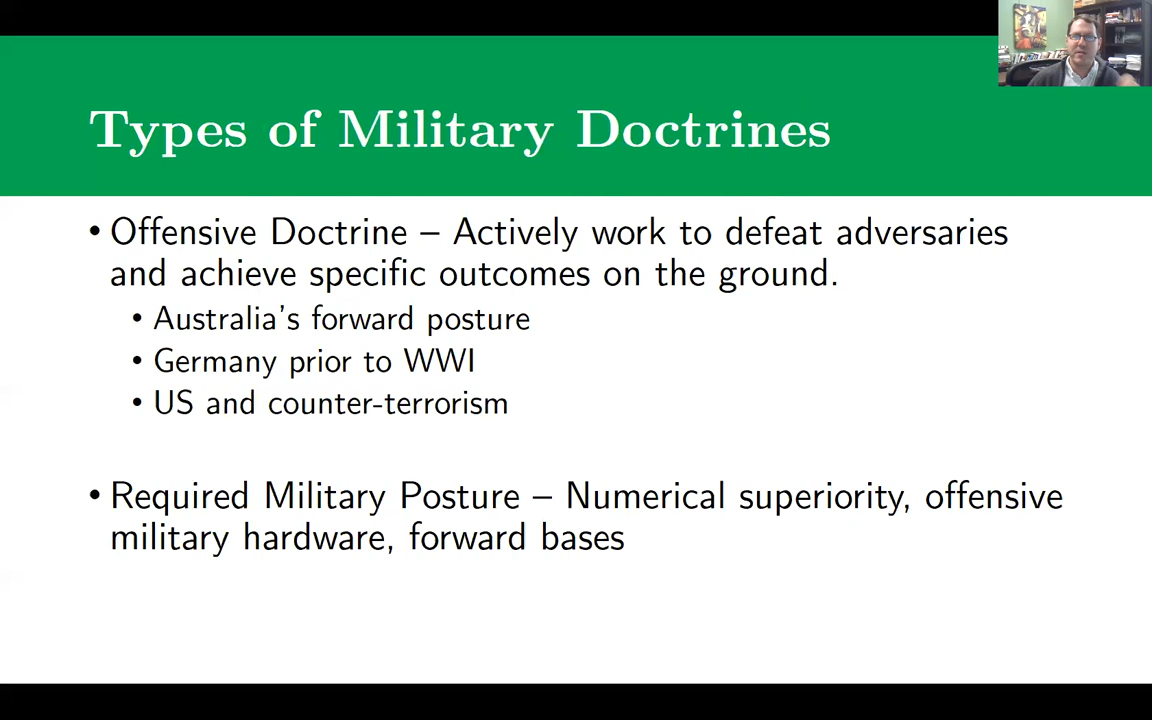 Types of Military Doctrines
• Offensive Doctrine – Actively work to defeat adversaries
and achieve specific outcomes on the ground.
• Australia's forward posture
• Germany prior to WWI
• US and counter-terrorism
• Required Military Posture – Numerical superiority, offensive
military hardware, forward bases